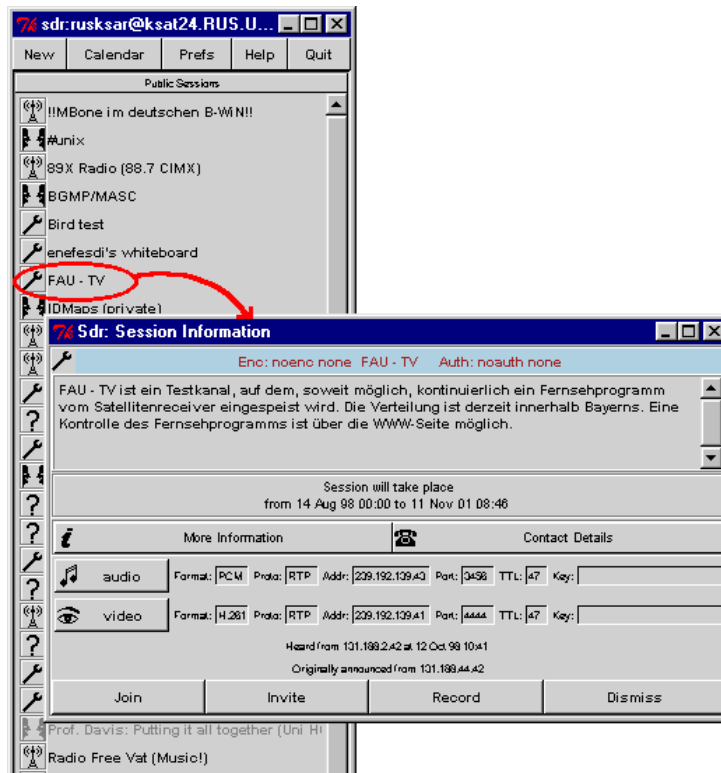 sdr:rusksar@ksat24.RUS.U...
New Calendar Prefs Help Quit
Public Sessions
!!MBone im deutschen B-WiN!!
#unix
89X Radio (88.7 CIMX)
BGMP/MASC
Bird test
enefesdi's whiteboard
FAU - TV
IDMaps (private)
Sdr: Session Information
Enc: noenc none FAU - TV Auth: noauth none
FAU - TV ist ein Testkanal, auf dem, soweit möglich, kontinuierlich ein Fernsehprogramm
vom Satellitenreceiver eingespeist wird. Die Verteilung ist derzeit innerhalb Bayerns. Eine
Kontrolle des Fernsehprogramms ist über die WWW-Seite möglich.
Session will take place
from 14 Aug 98 00:00 to 11 Nov 01 08:46
More Information Contact Details
audio Format: PCM Proto: RTP Addr: 239.192.139.43 Port: 3456 TTL: 47 Key:
video Format: H.261 Proto: RTP Addr: 239.192.139.41 Port: 4444 TTL: 47 Key:
Heard from 131.188.2.42 at 12 Oct 98 10:41
Originally announced from 131.188.44.42
Join Invite Record Dismiss
Prof. Davis: Putting it all together (Uni
Radio Free Vat (Music!)